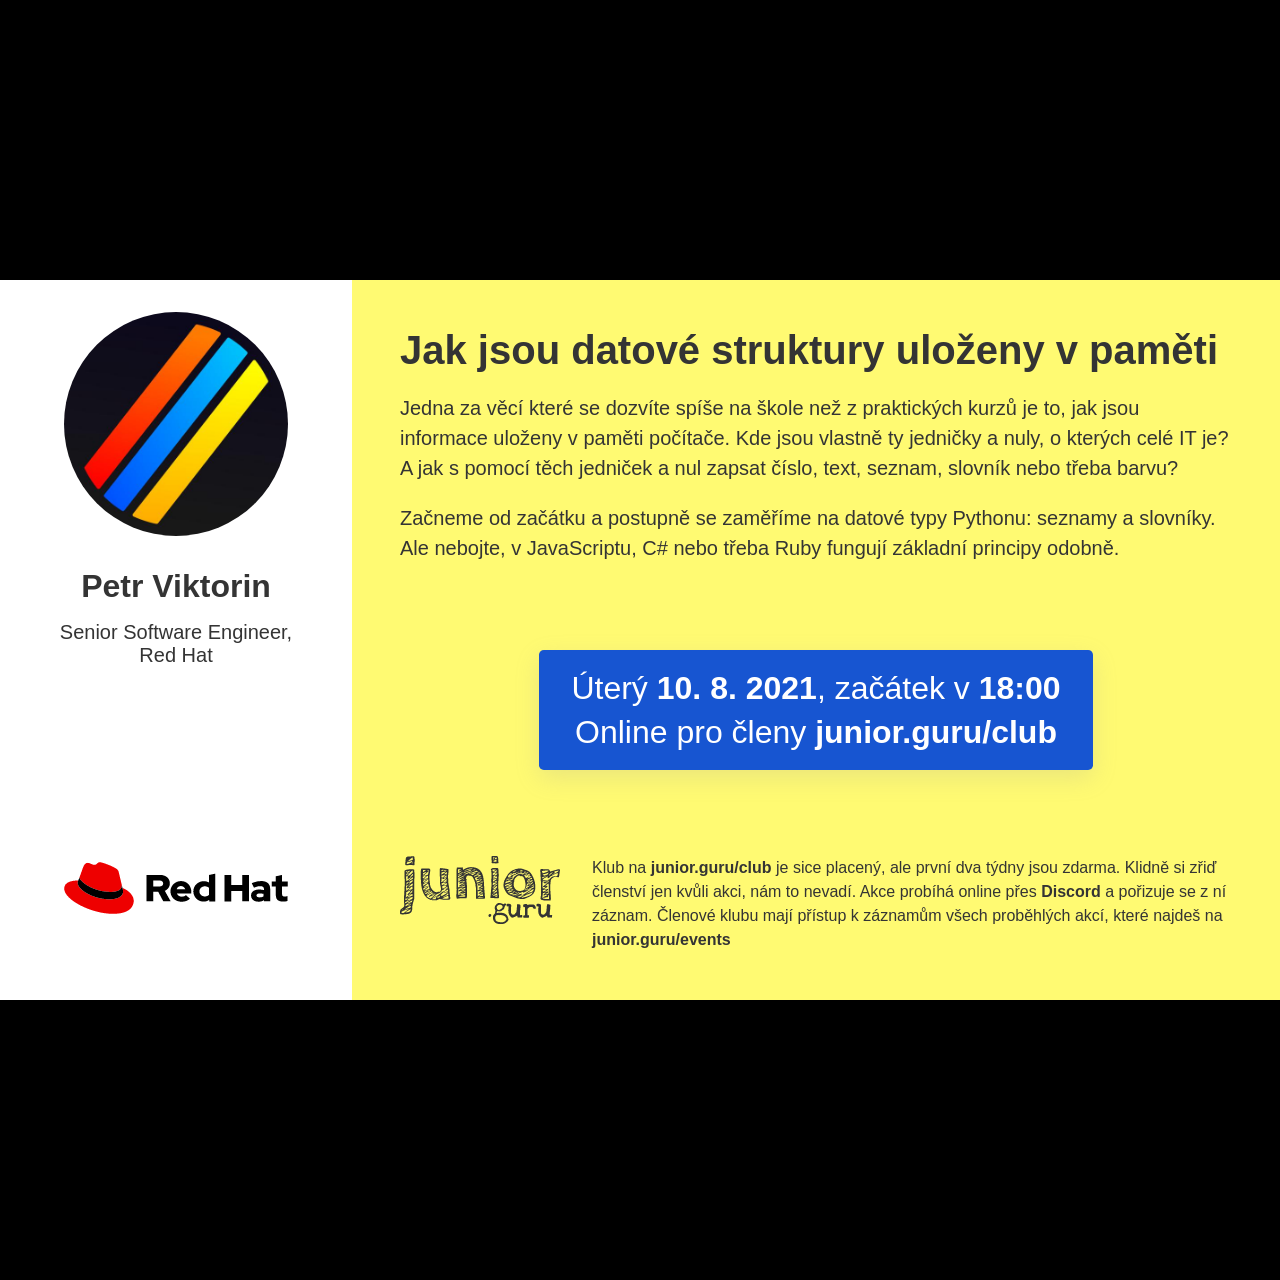 Petr Viktorin
Senior Software Engineer,
Red Hat
Red Hat
Jak jsou datové struktury uloženy v paměti
Jedna za věcí které se dozvíte spíše na škole než z praktických kurzů je to, jak jsou
informace uloženy v paměti počítače. Kde jsou vlastně ty jedničky a nuly, o kterých celé IT je?
A jak s pomocí těch jedniček a nul zapsat číslo, text, seznam, slovník nebo třeba barvu?
Začneme od začátku a postupně se zaměříme na datové typy Pythonu: seznamy a slovníky.
Ale nebojte, v JavaScriptu, C# nebo třeba Ruby fungují základní principy odobně.
Úterý 10. 8. 2021, začátek v 18:00
Online pro členy junior.guru/club
junior
.guru
Klub na junior.guru/club je sice placený, ale první dva týdny jsou zdarma. Klidně si zřiď
členství jen kvůli akci, nám to nevadí. Akce probíhá online přes Discord a pořizuje se z ní
záznam. Členové klubu mají přístup k záznamům všech proběhlých akcí, které najdeš na
junior.guru/events